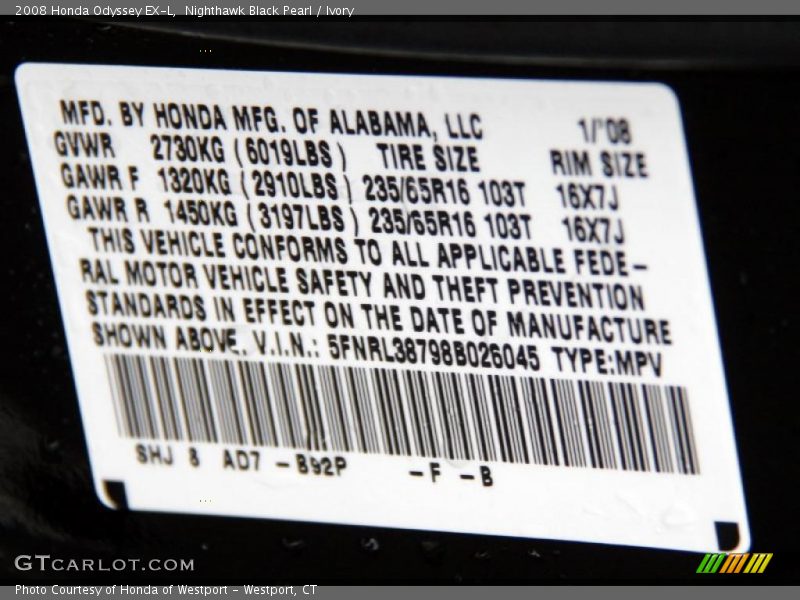 2008 Honda Odyssey EX-L, Nighthawk Black Pearl / Ivory
MFD. BY HONDA MFG. OF ALABAMA, LLC 1/"08
GVWR 2730KG (6019LBS) TIRE SIZE RIM SIZE
GAWR F 1320KG (2910LBS) 235/65R16 103T 16X7J
GAWR R 1450KG (3197LBS) 235/65R16 103T 16X7J
THIS VEHICLE CONFORMS TO ALL APPLICABLE FEDE-
RAL MOTOR VEHICLE SAFETY AND THEFT PREVENTION
STANDARDS IN EFFECT ON THE DATE OF MANUFACTURE
SHOWN ABOVE. V.I.N.: 5FNRL38798B026045 TYPE:MPV
SHJ 8 AD7 -B92P -F -B
GTCARLOT.COM
Photo Courtesy of Honda of Westport - Westport, CT